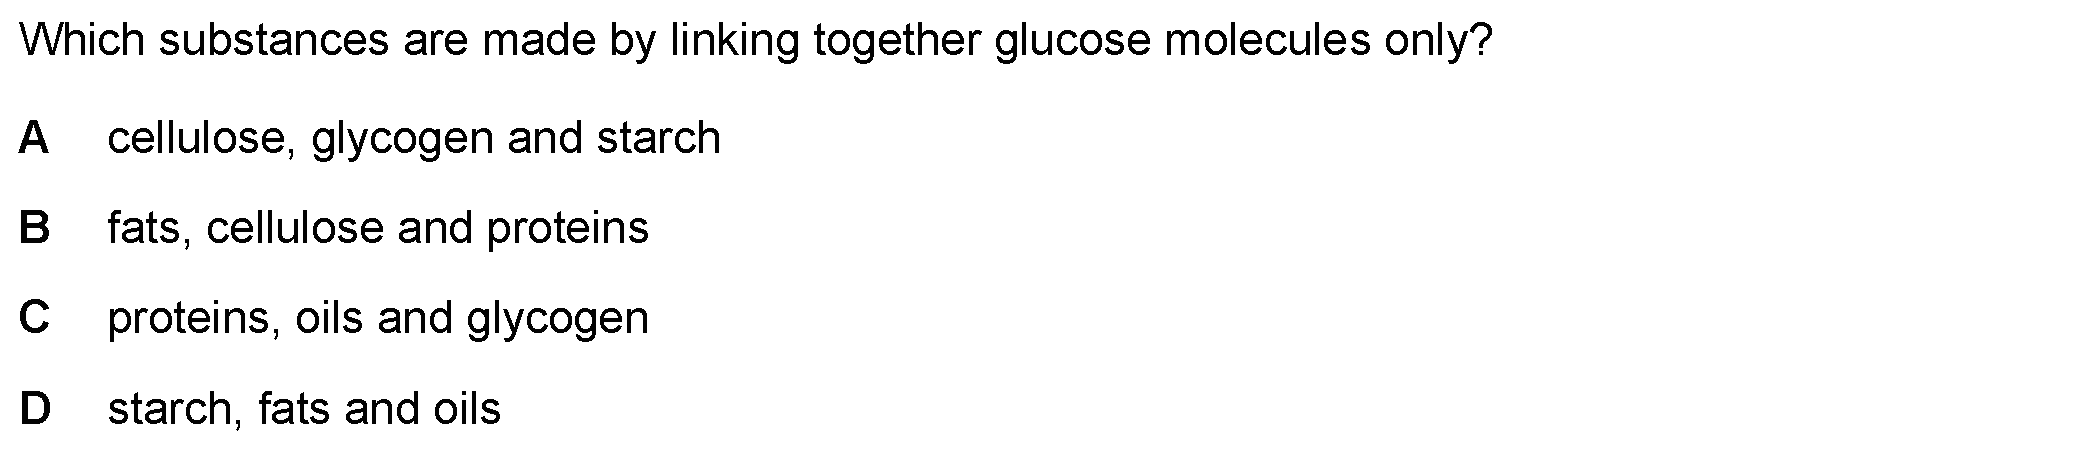 Which substances are made by linking together glucose molecules only?
A cellulose, glycogen and starch
B fats, cellulose and proteins
C proteins, oils and glycogen
D starch, fats and oils